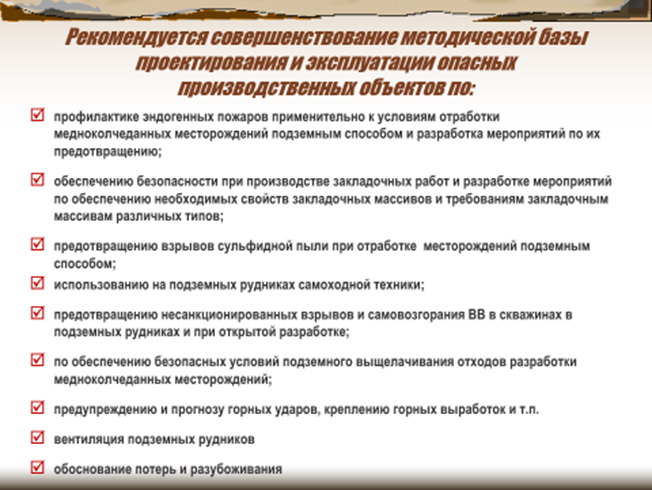 Рекомендуется совершенствование методической базы
проектирования и эксплуатации опасных
производственных объектов по:
профилактике эндогенных пожаров применительно к условиям отработки
медноколчеданных месторождений подземным способом и разработка мероприятий по их
предотвращению;
обеспечению безопасности при производстве закладочных работ и разработке мероприятий
по обеспечению необходимых свойств закладочных массивов и требованиям закладочным
массивам различных типов;
предотвращению взрывов сульфидной пыли при отработке месторождений подземным
способом;
использованию на подземных рудниках самоходной техники;
предотвращению несанкционированных взрывов и самовозгорания ВВ в скважинах в
подземных рудниках и при открытой разработке;
по обеспечению безопасных условий подземного выщелачивания отходов разработки
медноколчеданных месторождений;
предупреждению и прогнозу горных ударов, креплению горных выработок и т.п.
вентиляция подземных рудников
обоснование потерь и разубоживания